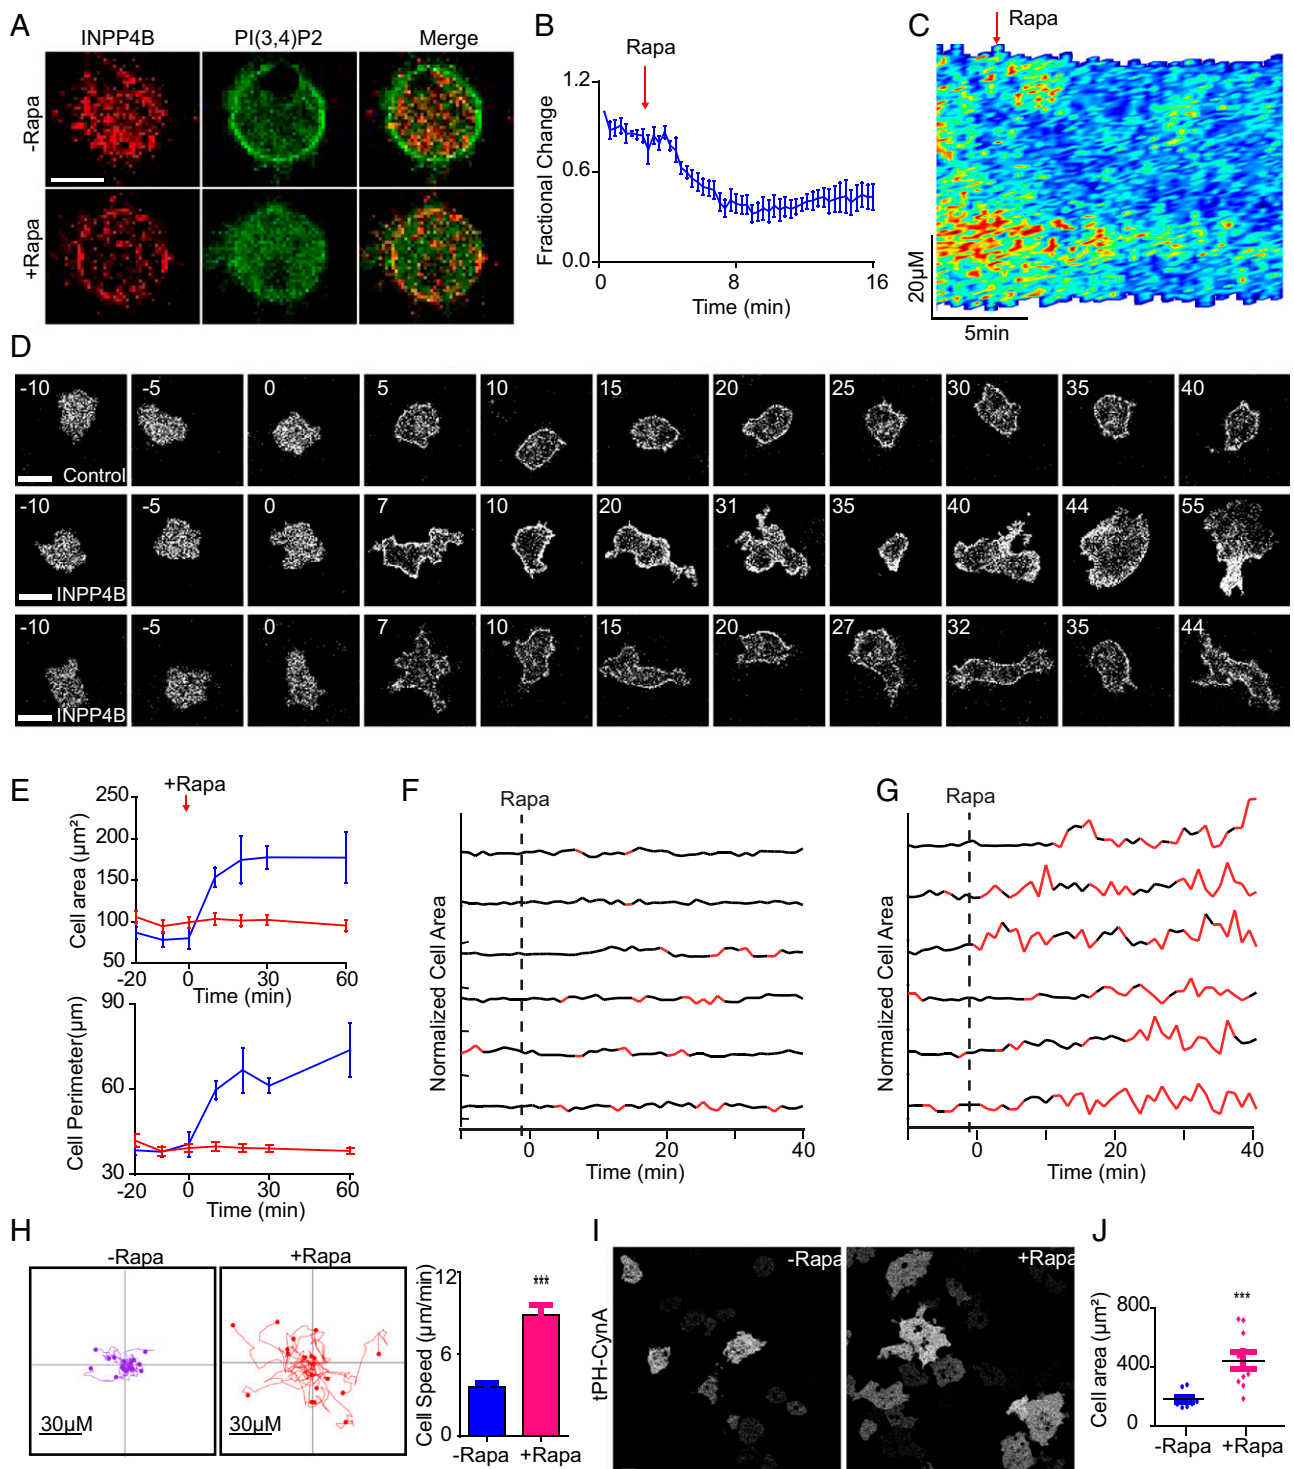 A
INPP4B PI(3,4)P2 Merge
-Rapa
+Rapa
B
Rapa
Fractional Change
1.2
0.6
0.0
0 8 16
Time (min)
C
Rapa
20µM
5min
D
-10 -5 0 5 10 15 20 25 30 35 40
Control
-10 -5 0 7 10 20 31 35 40 44 55
INPP4B
-10 -5 0 7 10 15 20 27 32 35 44
INPP4B
E
+Rapa
Cell area (µm²)
250
200
150
100
50
-20 0 30 60
Time (min)
Cell Perimeter(µm)
90
60
30
-20 0 30 60
Time (min)
F
Rapa
Normalized Cell Area
0 20 40
Time (min)
G
Rapa
Normalized Cell Area
0 20 40
Time (min)
H
-Rapa +Rapa
30µM 30µM
Cell Speed (µm/min)
12
6
0
***
-Rapa +Rapa
I
tPH-CynA
-Rapa +Rapa
J
Cell area (µm²)
800
400
0
***
-Rapa +Rapa